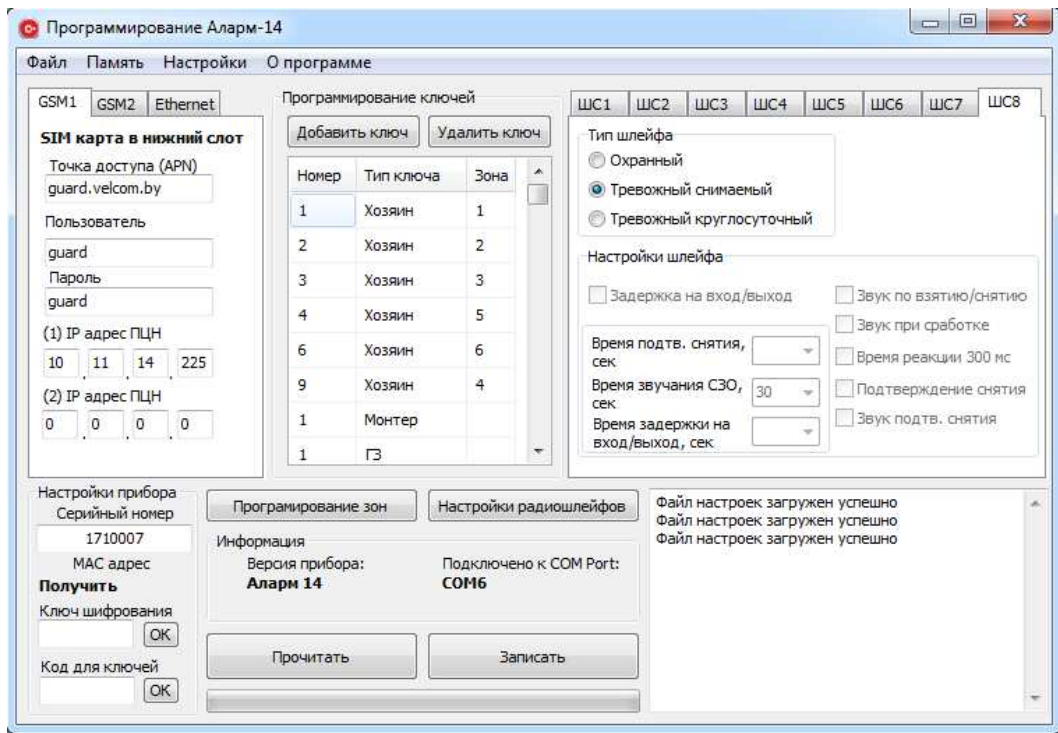 Программирование Аларм-14
Файл Память Настройки О программе
GSM1 GSM2 Ethernet
SIM карта в нижний слот
Точка доступа (APN)
guard.velcom.by
Пользователь
guard
Пароль
guard
(1) IP адрес ПЦН
10 . 11 . 14 . 225
(2) IP адрес ПЦН
0 . 0 . 0 . 0
Программирование ключей
Добавить ключ Удалить ключ
Номер Тип ключа Зона
1 Хозяин 1
2 Хозяин 2
3 Хозяин 3
4 Хозяин 5
6 Хозяин 6
9 Хозяин 4
1 Монтер
1 ГЗ
ШС1 ШС2 ШС3 ШС4 ШС5 ШС6 ШС7 ШС8
Тип шлейфа
Охранный
Тревожный снимаемый
Тревожный круглосуточный
Настройки шлейфа
Задержка на вход/выход
Время подтв. снятия,
сек
Время звучания СЗО, 30
сек
Время задержки на
вход/выход, сек
Звук по взятию/снятию
Звук при сработке
Время реакции 300 мс
Подтверждение снятия
Звук подтв. снятия
Настройки прибора
Серийный номер
1710007
MAC адрес
Получить
Ключ шифрования
OK
Код для ключей
OK
Програмирование зон Настройки радиошлейфов
Информация
Версия прибора: Подключено к COM Port:
Аларм 14 COM6
Прочитать Записать
Файл настроек загружен успешно
Файл настроек загружен успешно
Файл настроек загружен успешно